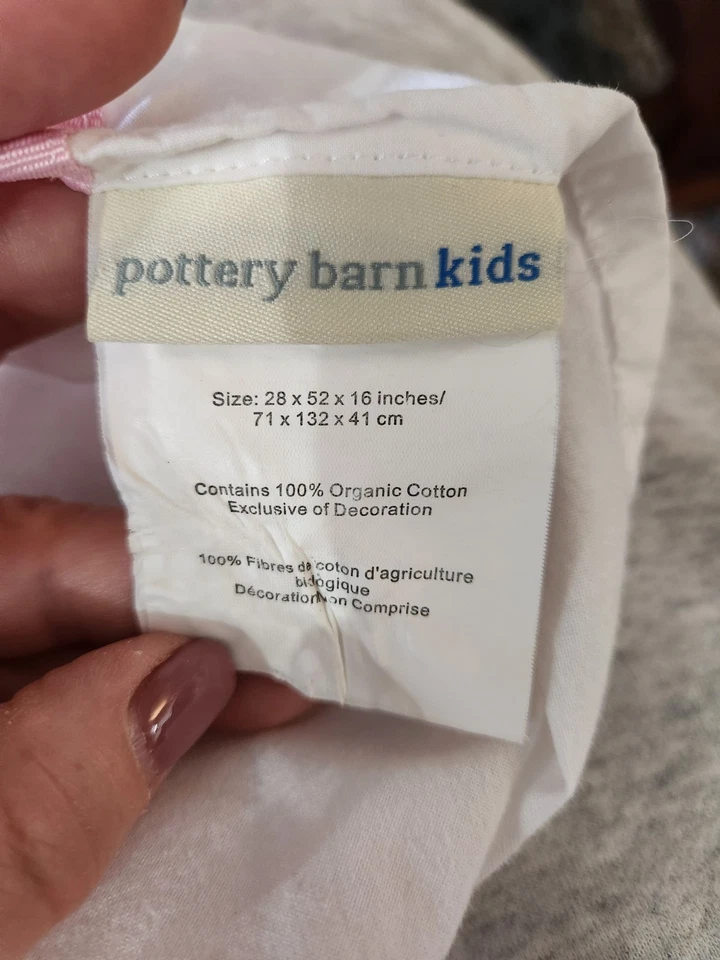 pottery barn kids
Size: 28 x 52 x 16 inches/
71 x 132 x 41 cm
Contains 100% Organic Cotton
Exclusive of Decoration
100% Fibres de coton d'agriculture
biologique
Décoration Non Comprise